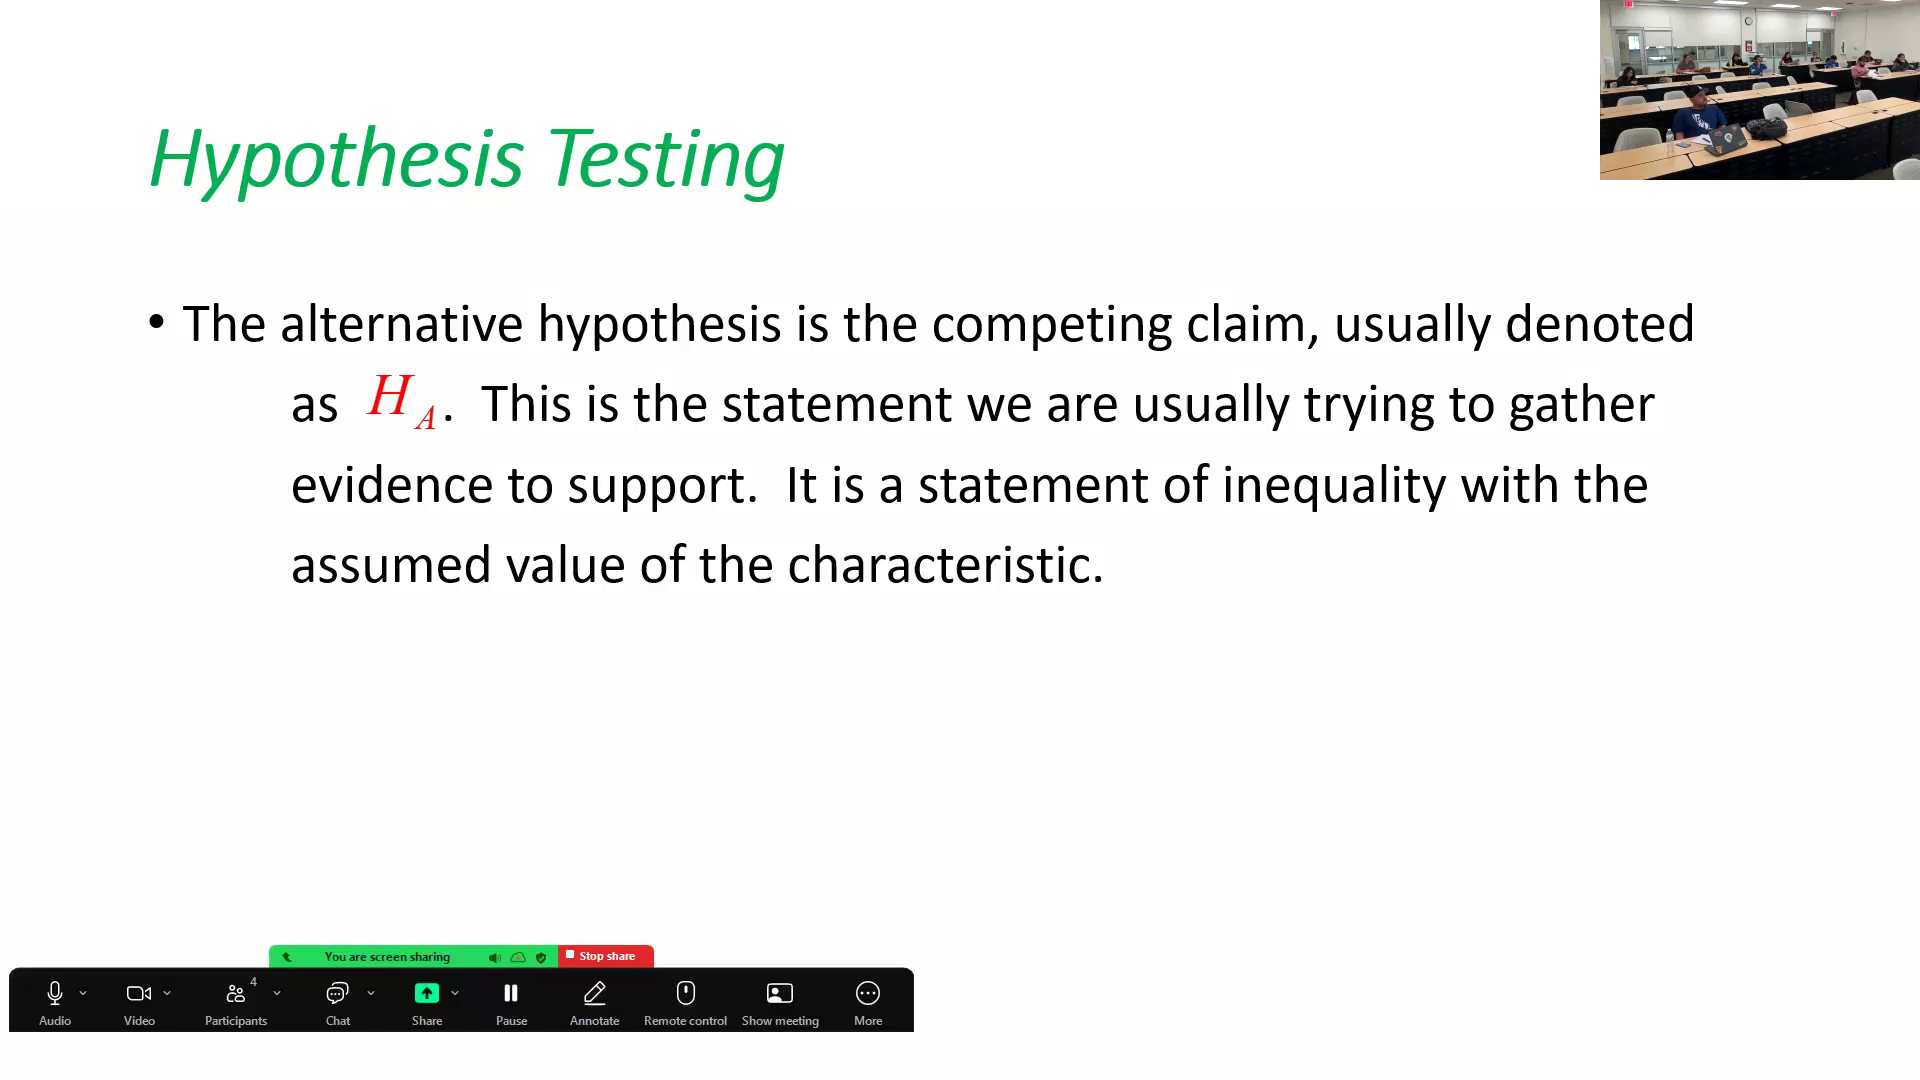 Hypothesis Testing
• The alternative hypothesis is the competing claim, usually denoted
as H_A. This is the statement we are usually trying to gather
evidence to support. It is a statement of inequality with the
assumed value of the characteristic.
You are screen sharing
Stop share
4
Audio
Video
Participants
Chat
Share
Pause
Annotate
Remote control
Show meeting
More